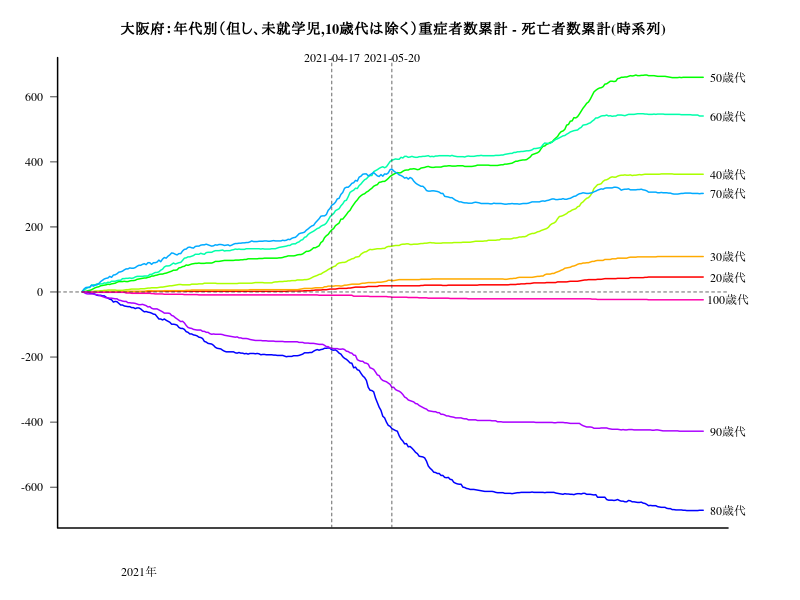 大阪府：年代別（但し、未就学児,10歳代は除く）重症者数累計 - 死亡者数累計(時系列)
2021-04-17 2021-05-20
600
400
200
0
-200
-400
-600
50歳代
60歳代
40歳代
70歳代
30歳代
20歳代
100歳代
90歳代
80歳代
2021年